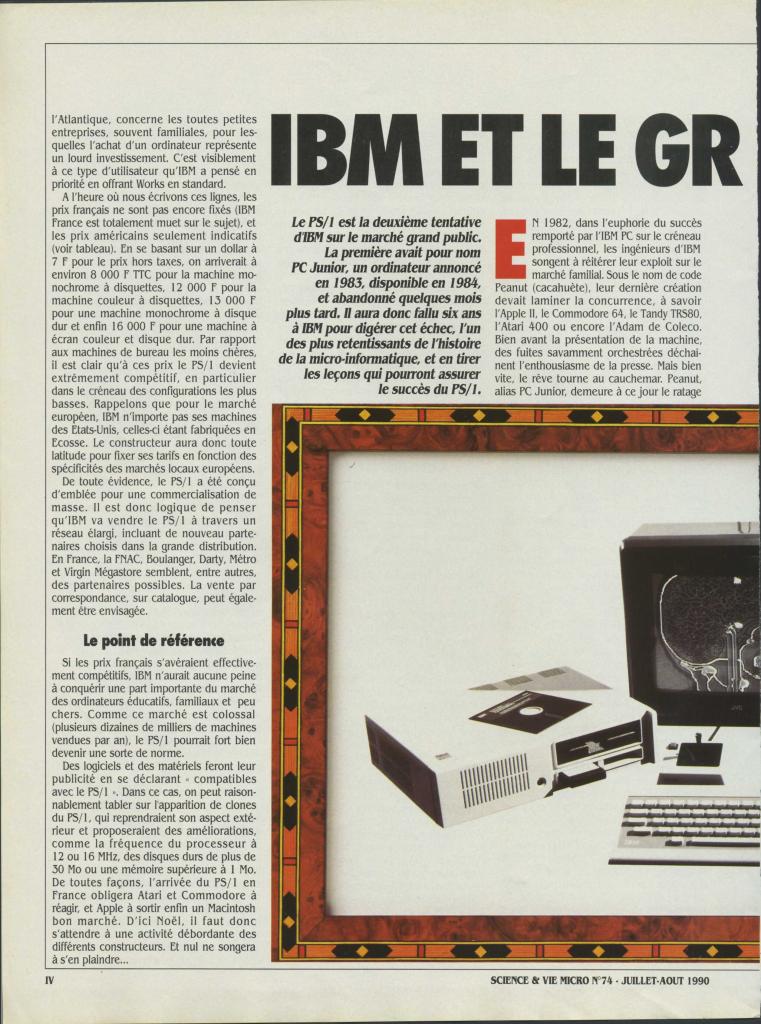 l'Atlantique, concerne les toutes petites
entreprises, souvent familiales, pour les-
quelles l'achat d'un ordinateur représente
un lourd investissement. C'est visiblement
à ce type d'utilisateur qu'IBM a pensé en
priorité en offrant Works en standard.
A l'heure où nous écrivons ces lignes, les
prix français ne sont pas encore fixés (IBM
France est totalement muet sur le sujet), et
les prix américains seulement indicatifs
(voir tableau). En se basant sur un dollar à
7 F pour le prix hors taxes, on arriverait à
environ 8 000 F TTC pour la machine mo-
nochrome à disquettes, 12 000 F pour la
machine couleur à disquettes, 13 000 F
pour une machine monochrome à disque
dur et enfin 16 000 F pour une machine à
écran couleur et disque dur. Par rapport
aux machines de bureau les moins chères,
il est clair qu'à ces prix le PS/1 devient
extrêmement compétitif, en particulier
dans le créneau des configurations les plus
basses. Rappelons que pour le marché
européen, IBM n'importe pas ses machines
des Etats-Unis, celles-ci étant fabriquées en
Ecosse. Le constructeur aura donc toute
latitude pour fixer ses tarifs en fonction des
spécificités des marchés locaux européens.
De toute évidence, le PS/1 a été conçu
d'emblée pour une commercialisation de
masse. Il est donc logique de penser
qu'IBM va vendre le PS/1 à travers un
réseau élargi, incluant de nouveau parte-
naires choisis dans la grande distribution.
En France, la FNAC, Boulanger, Darty, Métro
et Virgin Mégastore semblent, entre autres,
des partenaires possibles. La vente par
correspondance, sur catalogue, peut égale-
ment être envisagée.
Le point de référence
Si les prix français s'avéraient effective-
ment compétitifs, IBM n'aurait aucune peine
à conquérir une part importante du marché
des ordinateurs éducatifs, familiaux et peu
chers. Comme ce marché est colossal
(plusieurs dizaines de milliers de machines
vendues par an), le PS/1 pourrait fort bien
devenir une sorte de norme.
Des logiciels et des matériels feront leur
publicité en se déclarant « compatibles
avec le PS/1 ». Dans ce cas, on peut raison-
nablement tabler sur l'apparition de clones
du PS/1, qui reprendraient son aspect exté-
rieur et proposeraient des améliorations,
comme la fréquence du processeur à
12 ou 16 MHz, des disques durs de plus de
30 Mo ou une mémoire supérieure à 1 Mo.
De toutes façons, l'arrivée du PS/1 en
France obligera Atari et Commodore à
réagir, et Apple à sortir enfin un Macintosh
bon marché. D'ici Noël, il faut donc
s'attendre à une activité débordante des
différents constructeurs. Et nul ne songera
à s'en plaindre...
IBM ET LE GR
Le PS/1 est la deuxième tentative
d'IBM sur le marché grand public.
La première avait pour nom
PC Junior, un ordinateur annoncé
en 1983, disponible en 1984,
et abandonné quelques mois
plus tard. Il aura donc fallu six ans
à IBM pour digérer cet échec, l'un
des plus retentissants de l'histoire
de la micro-informatique, et en tirer
les leçons qui pourront assurer
le succès du PS/1.
EN 1982, dans l'euphorie du succès
remporté par l'IBM PC sur le créneau
professionnel, les ingénieurs d'IBM
songent à réitérer leur exploit sur le
marché familial. Sous le nom de code
Peanut (cacahuète), leur dernière création
devait laminer la concurrence, à savoir
l'Apple II, le Commodore 64, le Tandy TRS80,
l'Atari 400 ou encore l'Adam de Coleco.
Bien avant la présentation de la machine,
des fuites savamment orchestrées déchaî-
nent l'enthousiasme de la presse. Mais bien
vite, le rêve tourne au cauchemar. Peanut,
alias PC Junior, demeure à ce jour le ratage
JVC
IBM
IV
SCIENCE & VIE MICRO N°74 - JUILLET-AOUT 1990